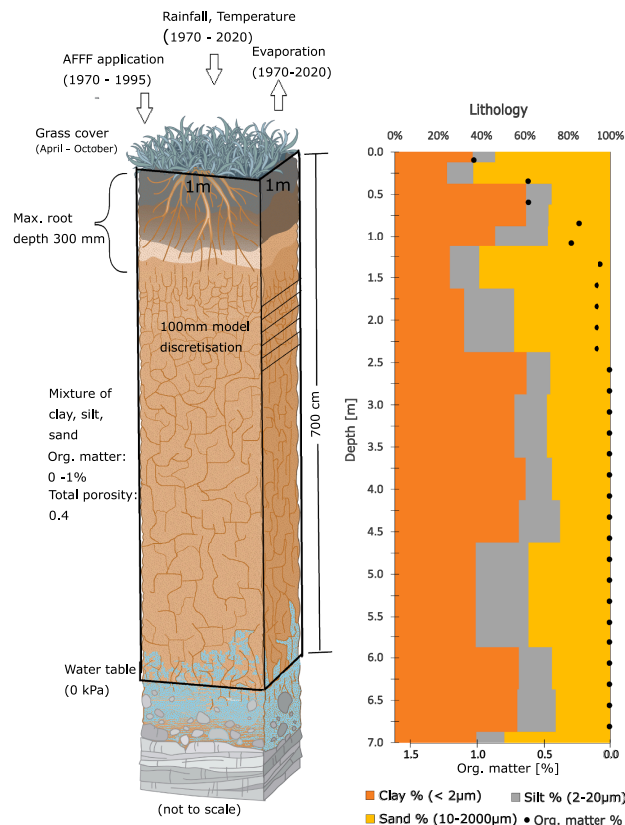 Rainfall, Temperature
(1970 - 2020)
AFFF application
(1970 - 1995)
Evaporation
(1970-2020)
Grass cover
(April – October)
1m
1m
Max. root
depth 300 mm
100mm model
discretisation
700 cm
Mixture of
clay, silt,
sand
Org. matter:
0 -1%
Total porosity:
0.4
Water table
(0 kPa)
(not to scale)
Lithology
0% 20% 40% 60% 80% 100%
Depth [m]
0.0
0.5
1.0
1.5
2.0
2.5
3.0
3.5
4.0
4.5
5.0
5.5
6.0
6.5
7.0
1.5 1.0 0.5 0.0
Org. matter [%]
Clay % (< 2µm)
Silt % (2-20µm)
Sand % (10-2000µm)
Org. matter %